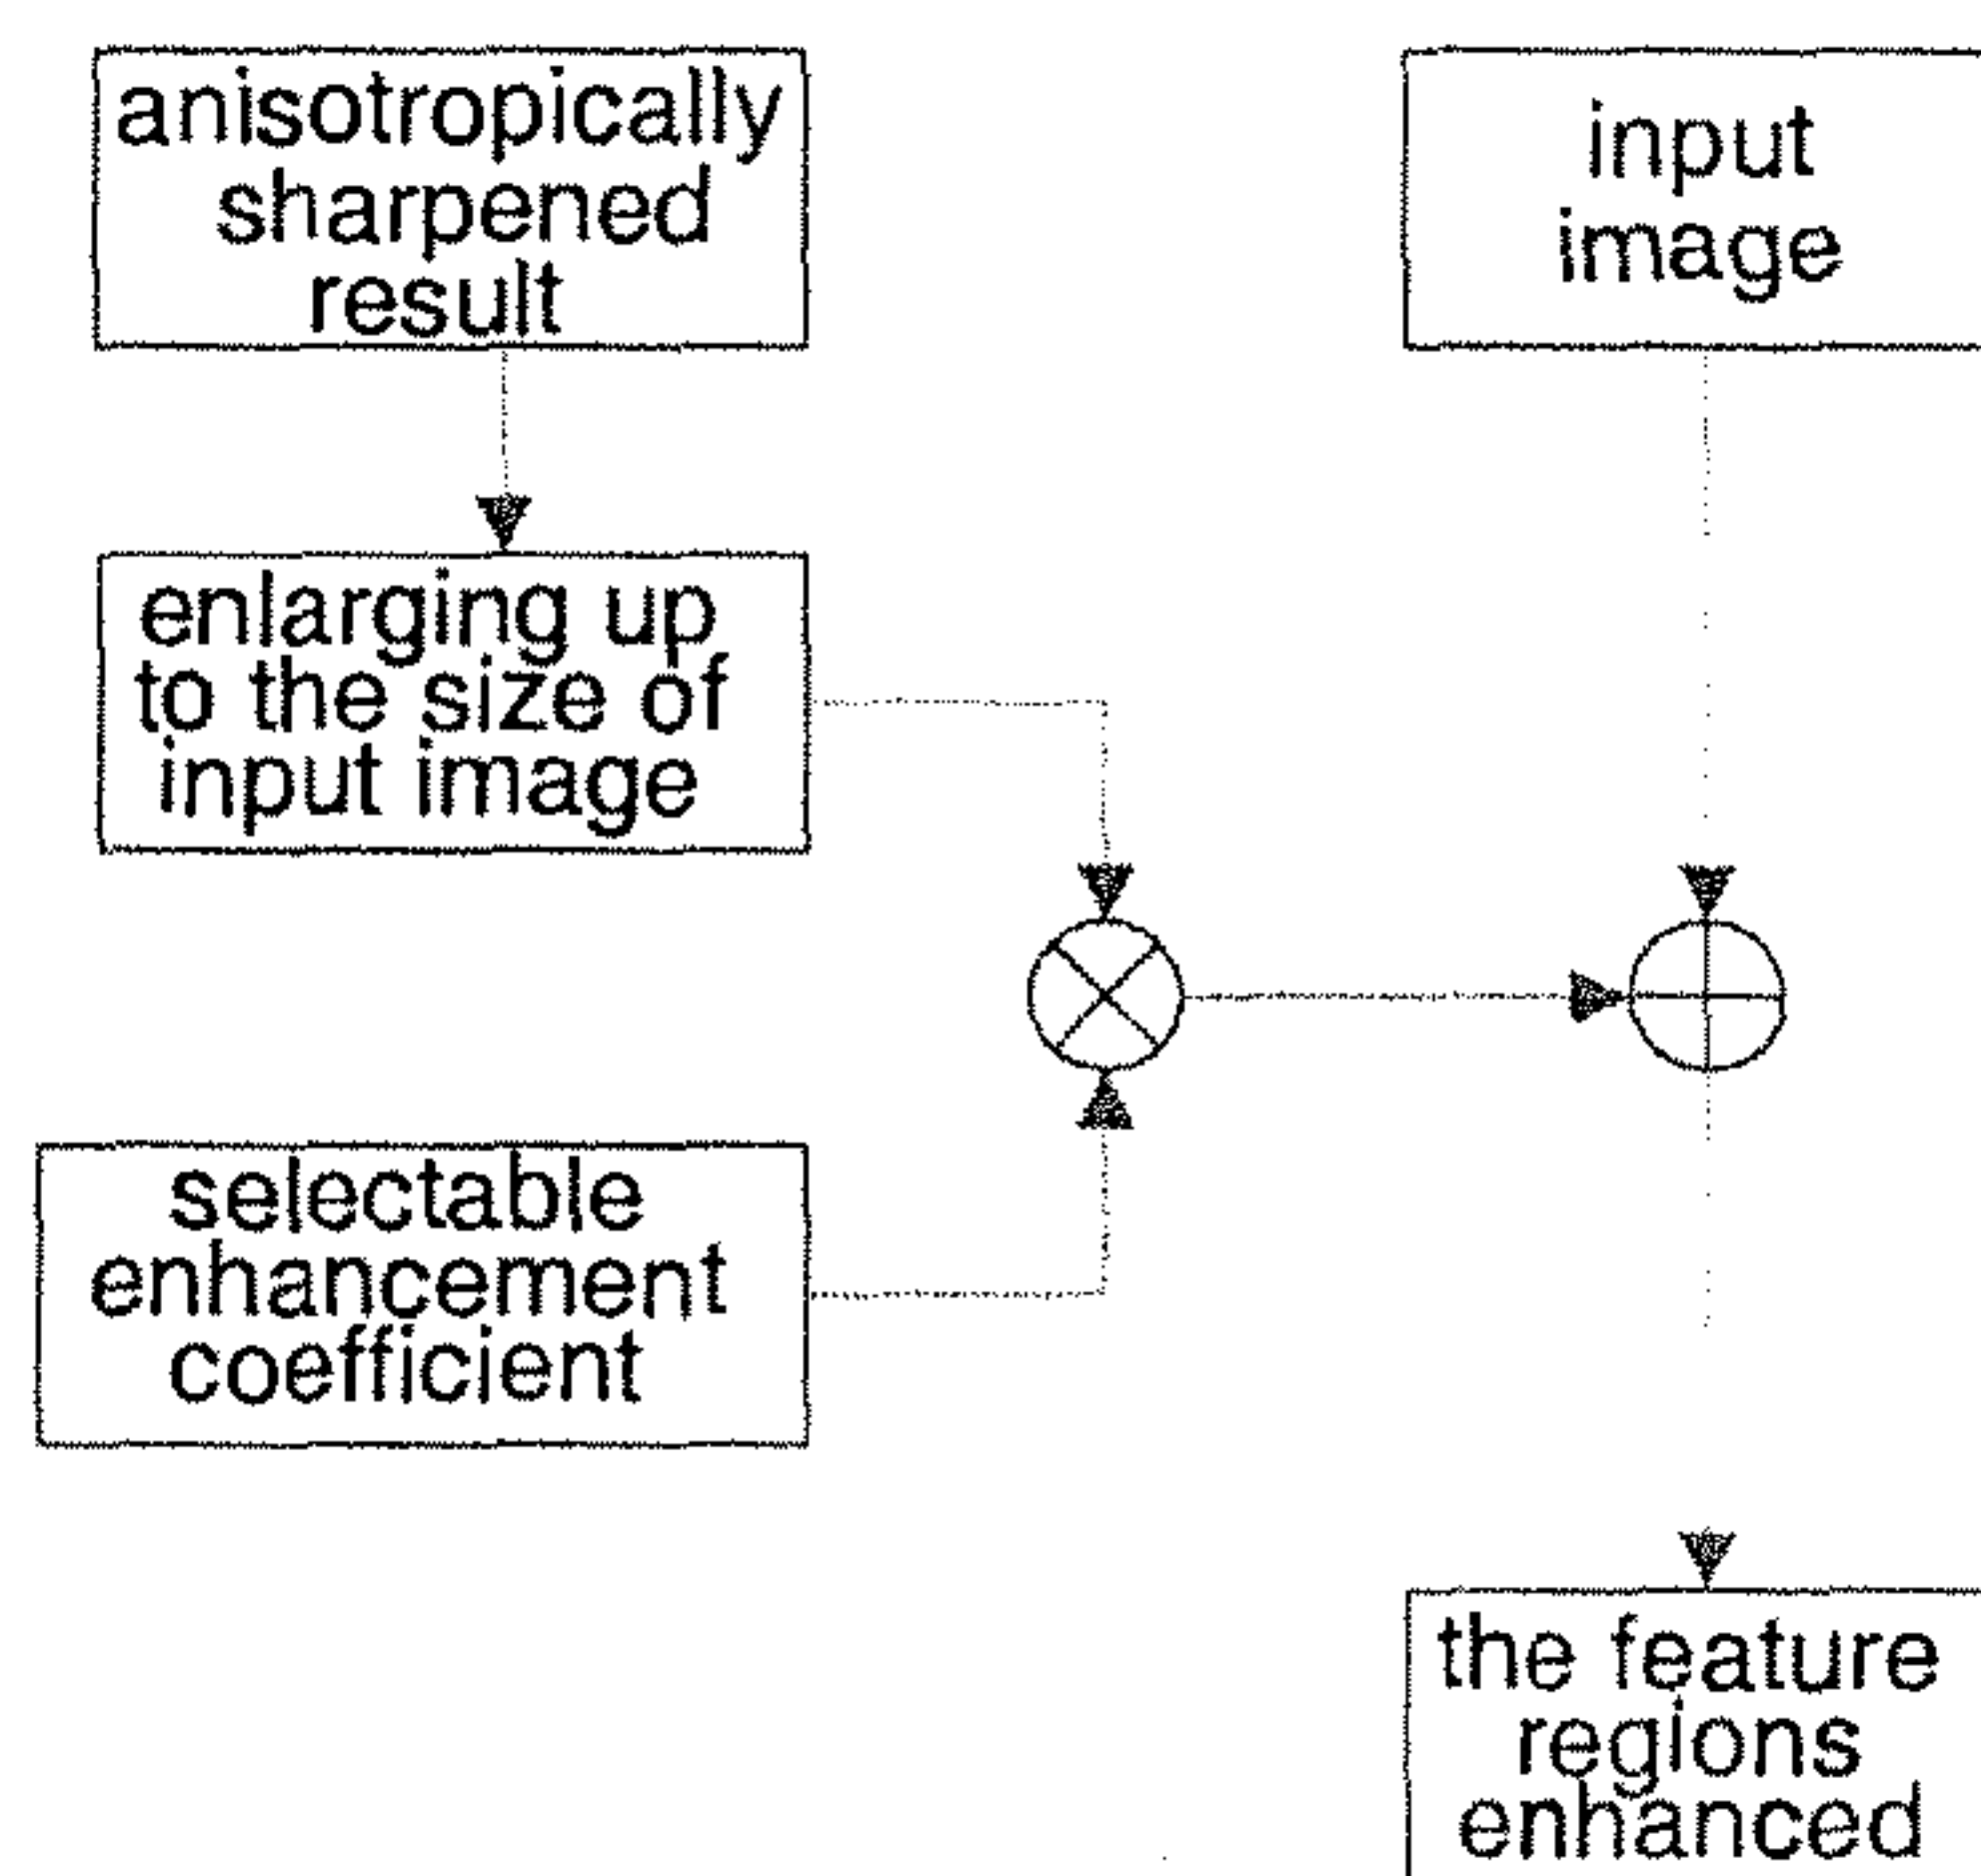 anisotropically
sharpened
result
input
image
enlarging up
to the size of
input image
selectable
enhancement
coefficient
the feature
regions
enhanced